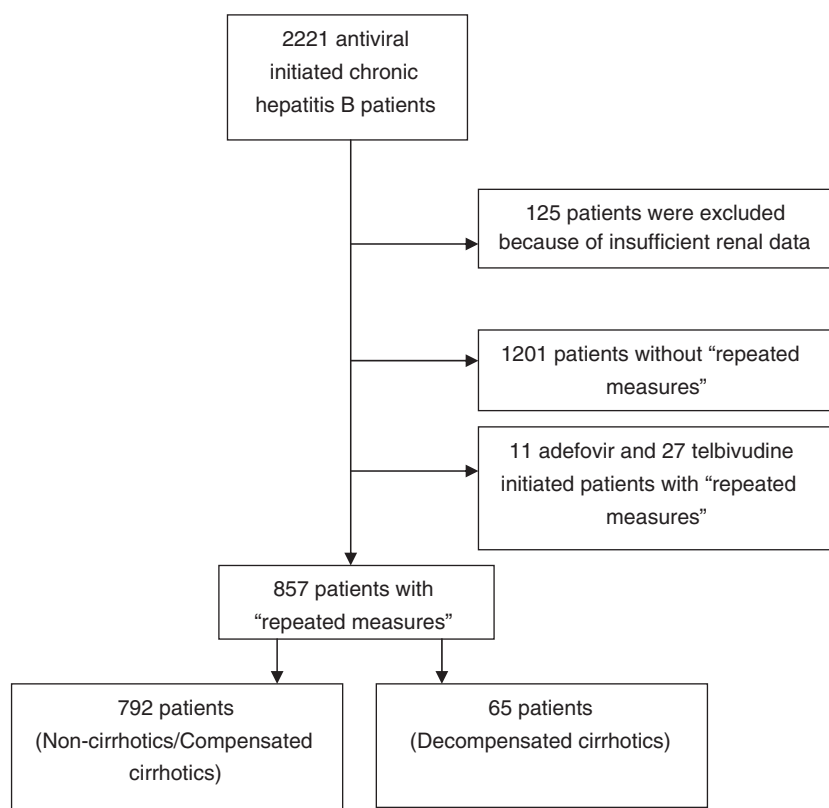 2221 antiviral
initiated chronic
hepatitis B patients
125 patients were excluded
because of insufficient renal data
1201 patients without “repeated
measures”
11 adefovir and 27 telbivudine
initiated patients with “repeated
measures”
857 patients with
“repeated measures”
792 patients
(Non-cirrhotics/Compensated
cirrhotics)
65 patients
(Decompensated cirrhotics)